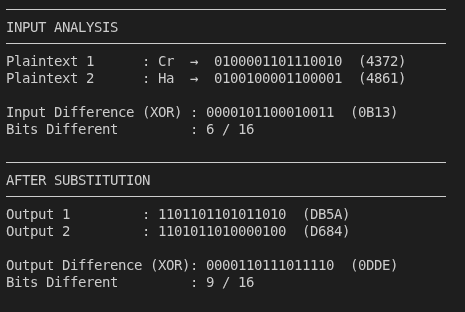 INPUT ANALYSIS
Plaintext 1      : Cr  →  0100001101110010  (4372)
Plaintext 2      : Ha  →  0100100001100001  (4861)
Input Difference (XOR) : 0000101100010011  (0B13)
Bits Different         : 6 / 16
AFTER SUBSTITUTION
Output 1         : 1101101101011010  (DB5A)
Output 2         : 1101011010000100  (D684)
Output Difference (XOR): 0000110111011110  (0DDE)
Bits Different         : 9 / 16